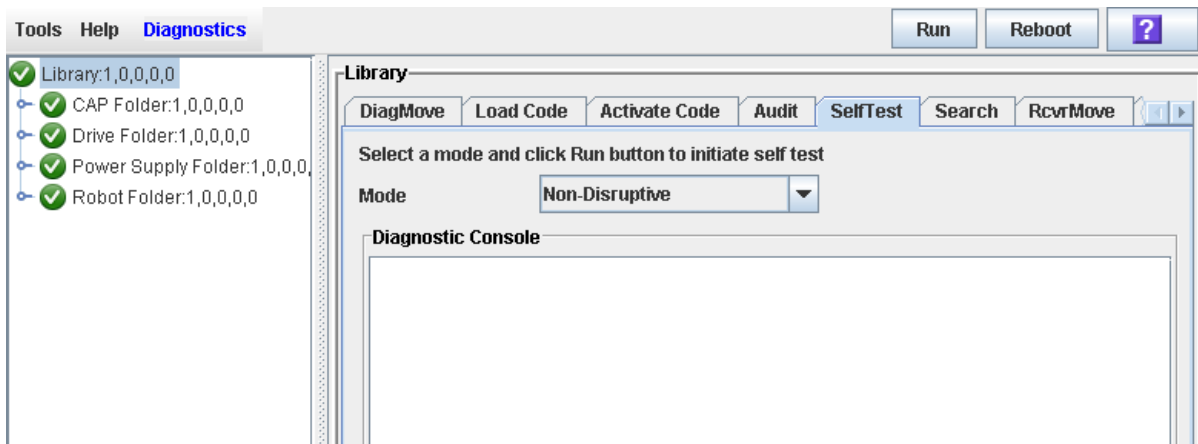 Tools Help Diagnostics
Run Reboot ?
Library:1,0,0,0,0
CAP Folder:1,0,0,0,0
Drive Folder:1,0,0,0,0
Power Supply Folder:1,0,0,0,
Robot Folder:1,0,0,0,0
Library
DiagMove Load Code Activate Code Audit SelfTest Search RcvrMove
Select a mode and click Run button to initiate self test
Mode Non-Disruptive
Diagnostic Console